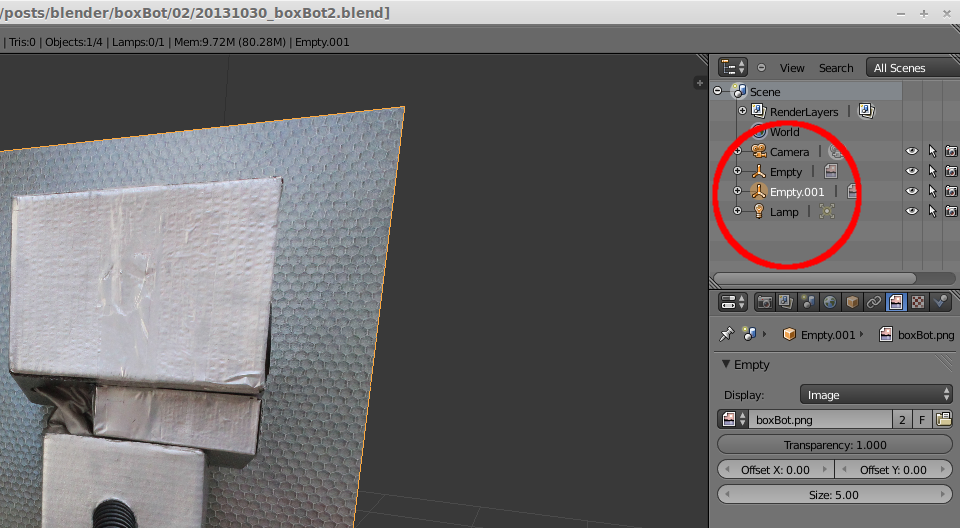 /posts/blender/boxBot/02/20131030_boxBot2.blend]
| Tris:0 | Objects:1/4 | Lamps:0/1 | Mem:9.72M (80.28M) | Empty.001
View Search All Scenes
Scene
RenderLayers
World
Camera
Empty
Empty.001
Lamp
Empty.001 boxBot.png
Empty
Display: Image
boxBot.png 2 F
Transparency: 1.000
Offset X: 0.00 Offset Y: 0.00
Size: 5.00